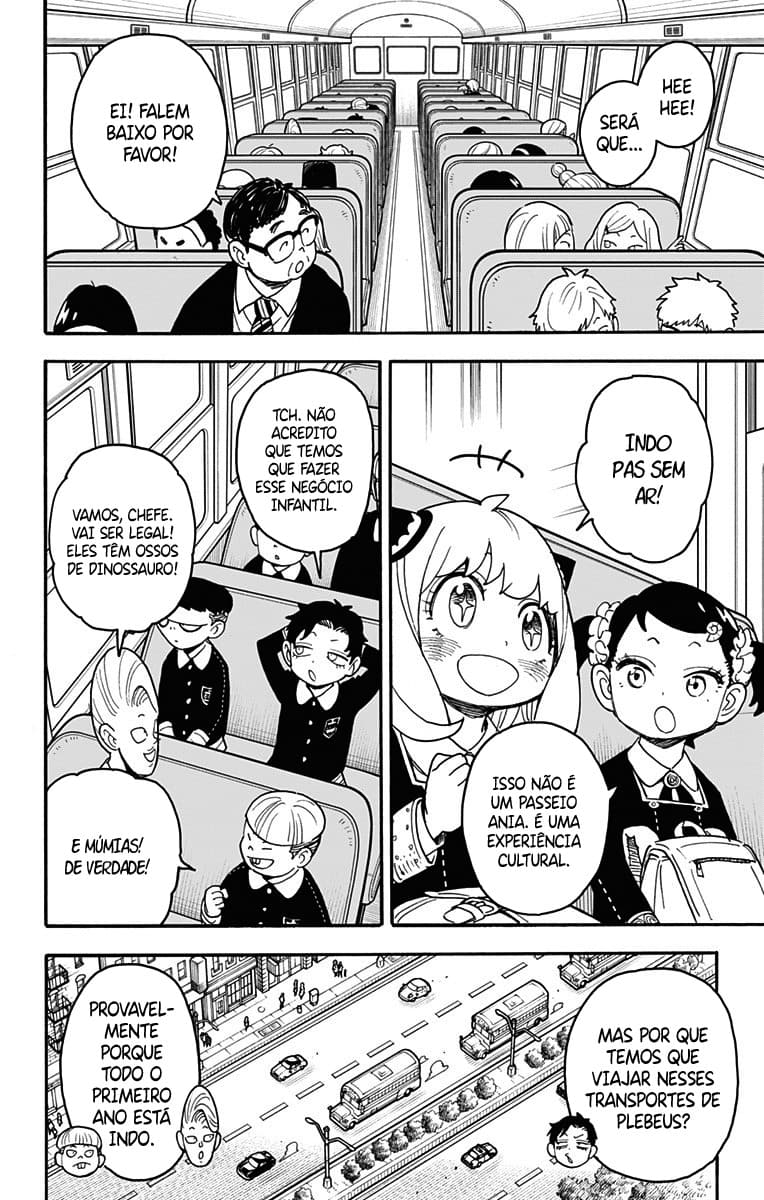 HEE
HEE!
SERÁ
QUE...
EI! FALEM
BAIXO POR
FAVOR!
INDO
PAS SEM
AR!
ISSO NÃO É
UM PASSEIO
ANIA. É UMA
EXPERIÊNCIA
CULTURAL.
TCH. NÃO
ACREDITO
QUE TEMOS
QUE FAZER
ESSE NEGÓCIO
INFANTIL.
VAMOS, CHEFE.
VAI SER LEGAL!
ELES TÊM OSSOS
DE DINOSSAURO!
E MÚMIAS!
DE VERDADE!
MAS POR QUE
TEMOS QUE
VIAJAR NESSES
TRANSPORTES DE
PLEBEUS?
PROVAVEL-
MENTE
PORQUE
TODO O
PRIMEIRO
ANO ESTÁ
INDO.